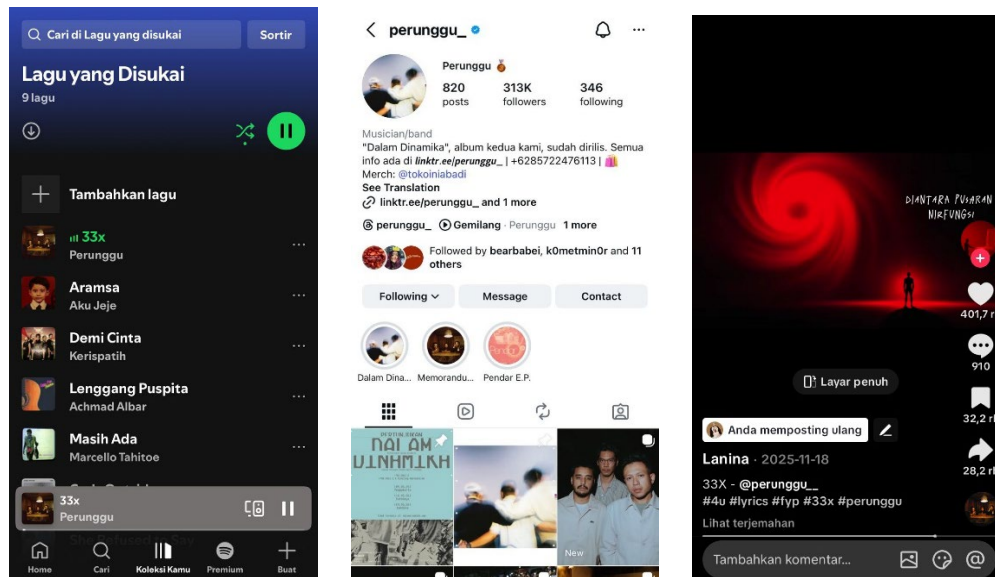 Cari di Lagu yang disukai
Sortir
Lagu yang Disukai
9 lagu
Tambahkan lagu
33x
Perunggu
Aramsa
Aku Jeje
Demi Cinta
Kerispatih
Lenggang Puspita
Achmad Albar
Masih Ada
Marcello Tahitoe
33x
Perunggu
She Refused to Say
Home
Cari
Koleksi Kamu
Premium
Buat
perunggu_
Perunggu
820
313K
346
posts
followers
following
Musician/band
"Dalam Dinamika", album kedua kami, sudah dirilis. Semua
info ada di linktr.ee/perunggu_ | +6285722476113 |
Merch: @tokoiniabadi
See Translation
linktr.ee/perunggu_ and 1 more
perunggu_
Gemilang · Perunggu 1 more
Followed by bearbabei, k0metmin0r and 11
others
Following
Message
Contact
Dalam Dina...
Memorandu...
Pendar E.P.
DALAM
DINAMIKA
New
DIANTARA PUSARAN
NIRFUNGSI
401,7 r
910
Layar penuh
32,2 r
Anda memposting ulang
Lanina · 2025-11-18
28,2 r
33X - @perunggu__
#4u #lyrics #fyp #33x #perunggu
Lihat terjemahan
Tambahkan komentar...